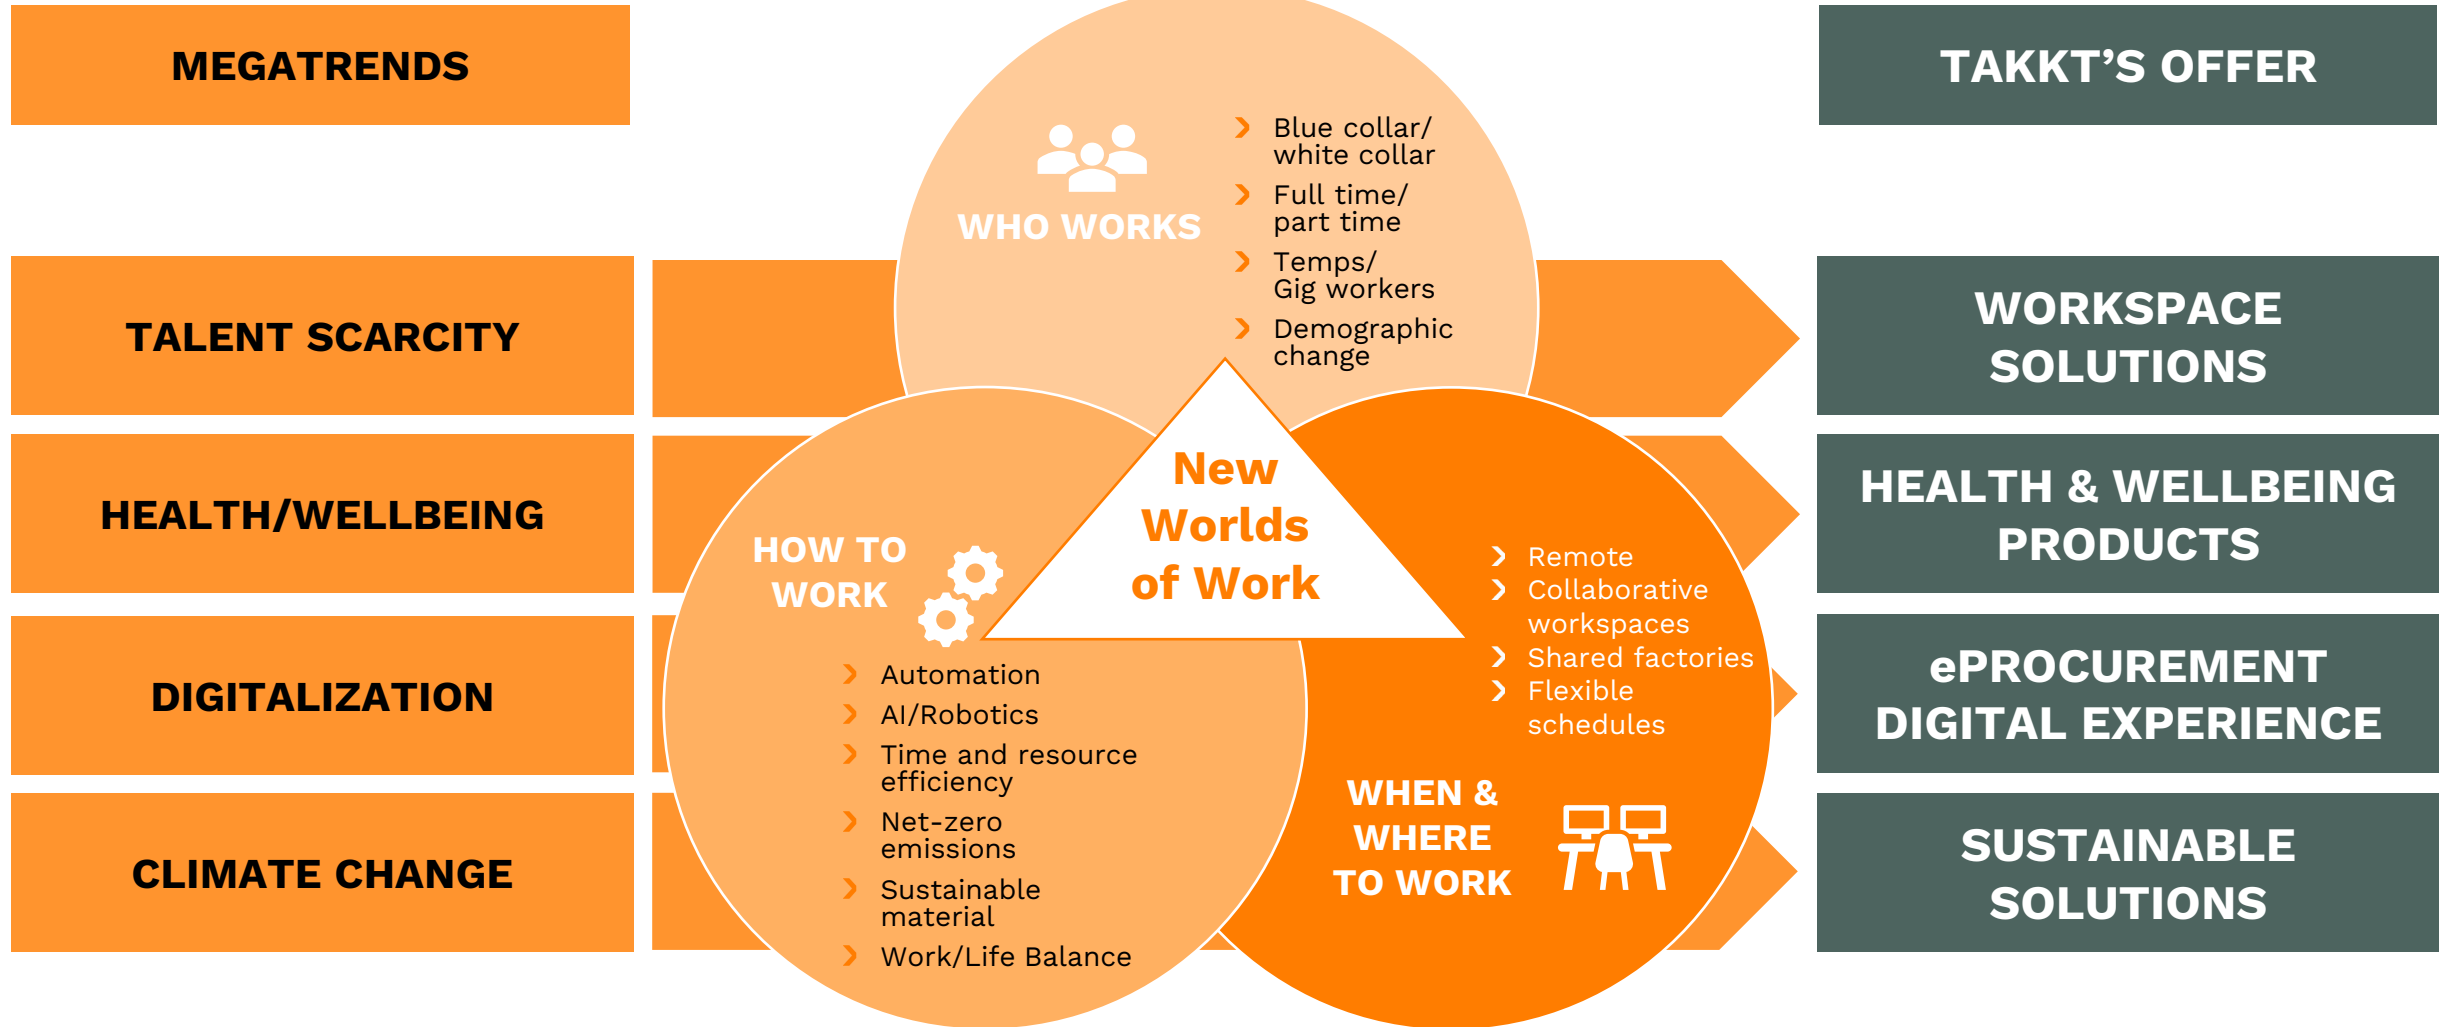 MEGATRENDS
TAKKT’S OFFER
TALENT SCARCITY
HEALTH/WELLBEING
DIGITALIZATION
CLIMATE CHANGE
WHO WORKS
Blue collar/
white collar
Full time/
part time
Temps/
Gig workers
Demographic
change
New
Worlds
of Work
HOW TO
WORK
Automation
AI/Robotics
Time and resource
efficiency
Net-zero
emissions
Sustainable
material
Work/Life Balance
Remote
Collaborative
workspaces
Shared factories
Flexible
schedules
WHEN &
WHERE
TO WORK
WORKSPACE
SOLUTIONS
HEALTH & WELLBEING
PRODUCTS
ePROCUREMENT
DIGITAL EXPERIENCE
SUSTAINABLE
SOLUTIONS